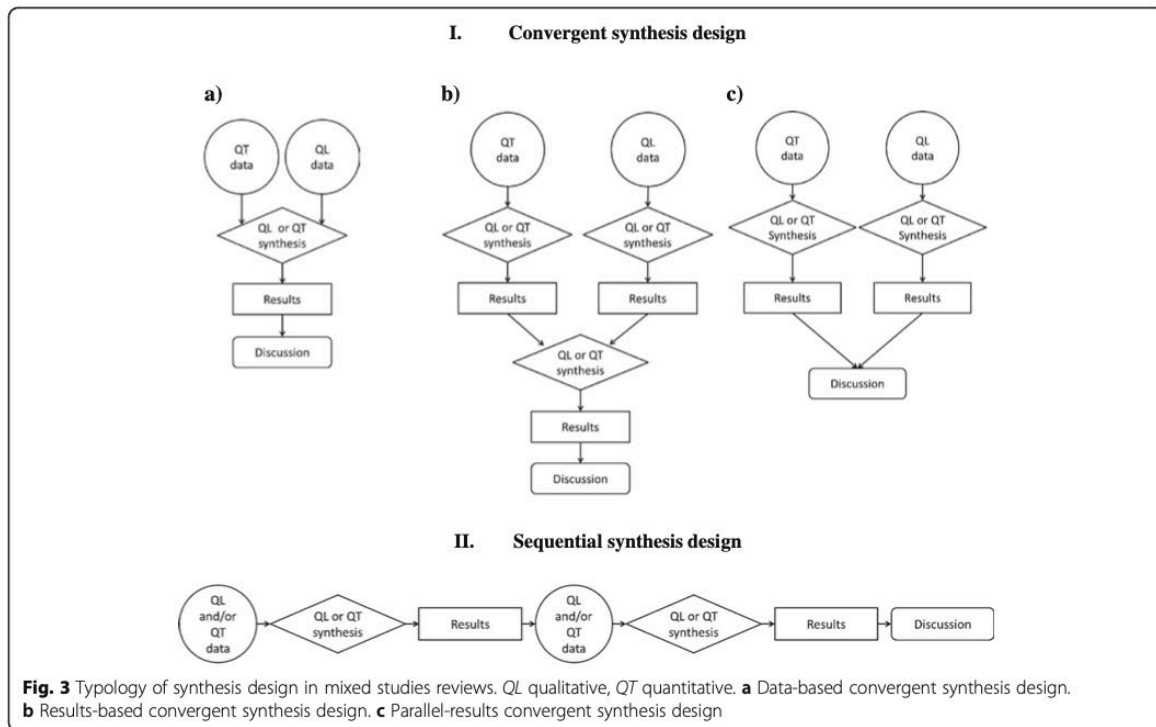 I. Convergent synthesis design
a)
QT
data
QL
data
QL or QT
synthesis
Results
Discussion
b)
QT
data
QL
data
QL or QT
synthesis
QL or QT
synthesis
Results
Results
QL or QT
synthesis
Results
Discussion
c)
QT
data
QL
data
QL or QT
Synthesis
QL or QT
Synthesis
Results
Results
Discussion
II. Sequential synthesis design
QL
and/or
QT
data
QL or QT
synthesis
Results
QL
and/or
QT
data
QL or QT
synthesis
Results
Discussion
Fig. 3 Typology of synthesis design in mixed studies reviews. QL qualitative, QT quantitative. a Data-based convergent synthesis design.
b Results-based convergent synthesis design. c Parallel-results convergent synthesis design